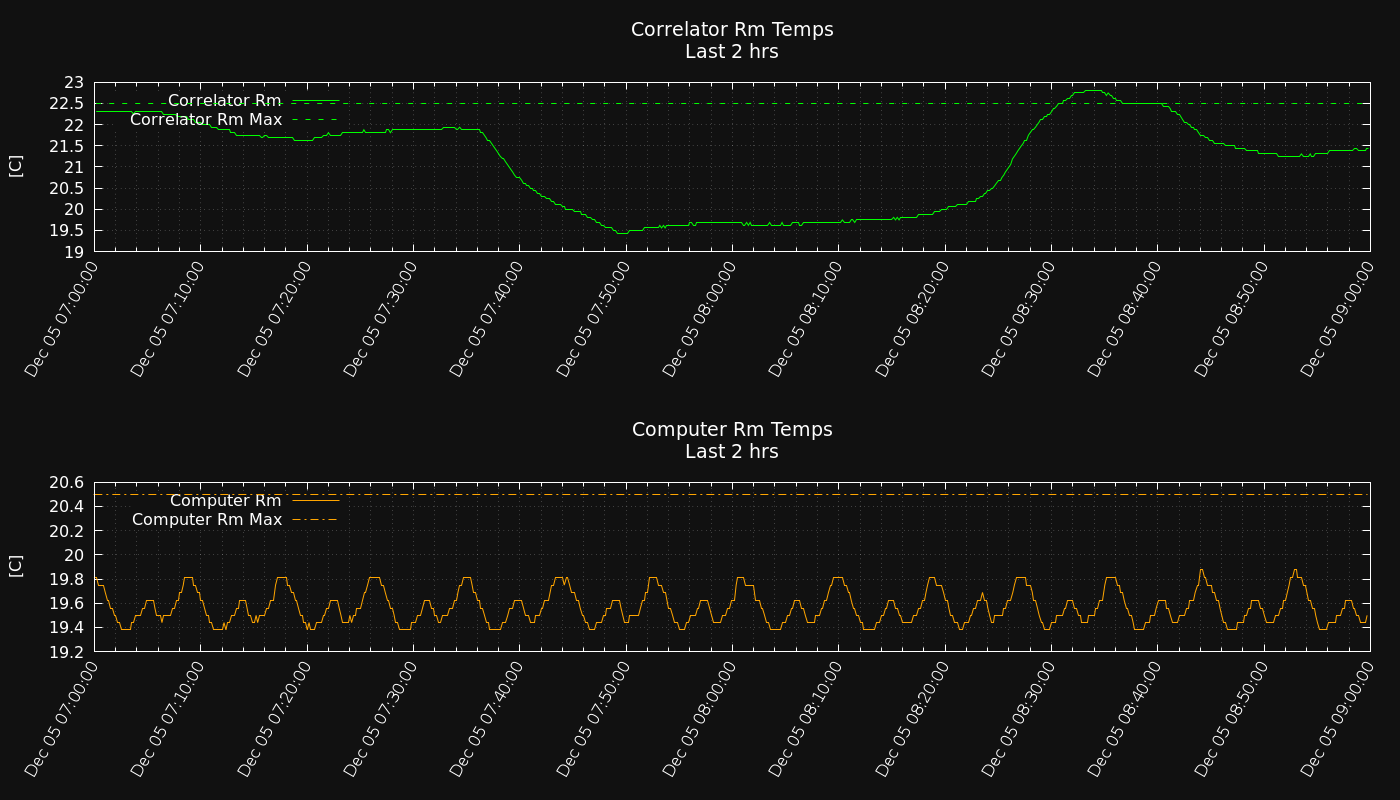 Correlator Rm Temps
Last 2 hrs
[C]
23
22.5
22
21.5
21
20.5
20
19.5
19
Correlator Rm
Correlator Rm Max
Dec 05 07:00:00
Dec 05 07:10:00
Dec 05 07:20:00
Dec 05 07:30:00
Dec 05 07:40:00
Dec 05 07:50:00
Dec 05 08:00:00
Dec 05 08:10:00
Dec 05 08:20:00
Dec 05 08:30:00
Dec 05 08:40:00
Dec 05 08:50:00
Dec 05 09:00:00
Computer Rm Temps
Last 2 hrs
[C]
20.6
20.4
20.2
20
19.8
19.6
19.4
19.2
Computer Rm
Computer Rm Max
Dec 05 07:00:00
Dec 05 07:10:00
Dec 05 07:20:00
Dec 05 07:30:00
Dec 05 07:40:00
Dec 05 07:50:00
Dec 05 08:00:00
Dec 05 08:10:00
Dec 05 08:20:00
Dec 05 08:30:00
Dec 05 08:40:00
Dec 05 08:50:00
Dec 05 09:00:00